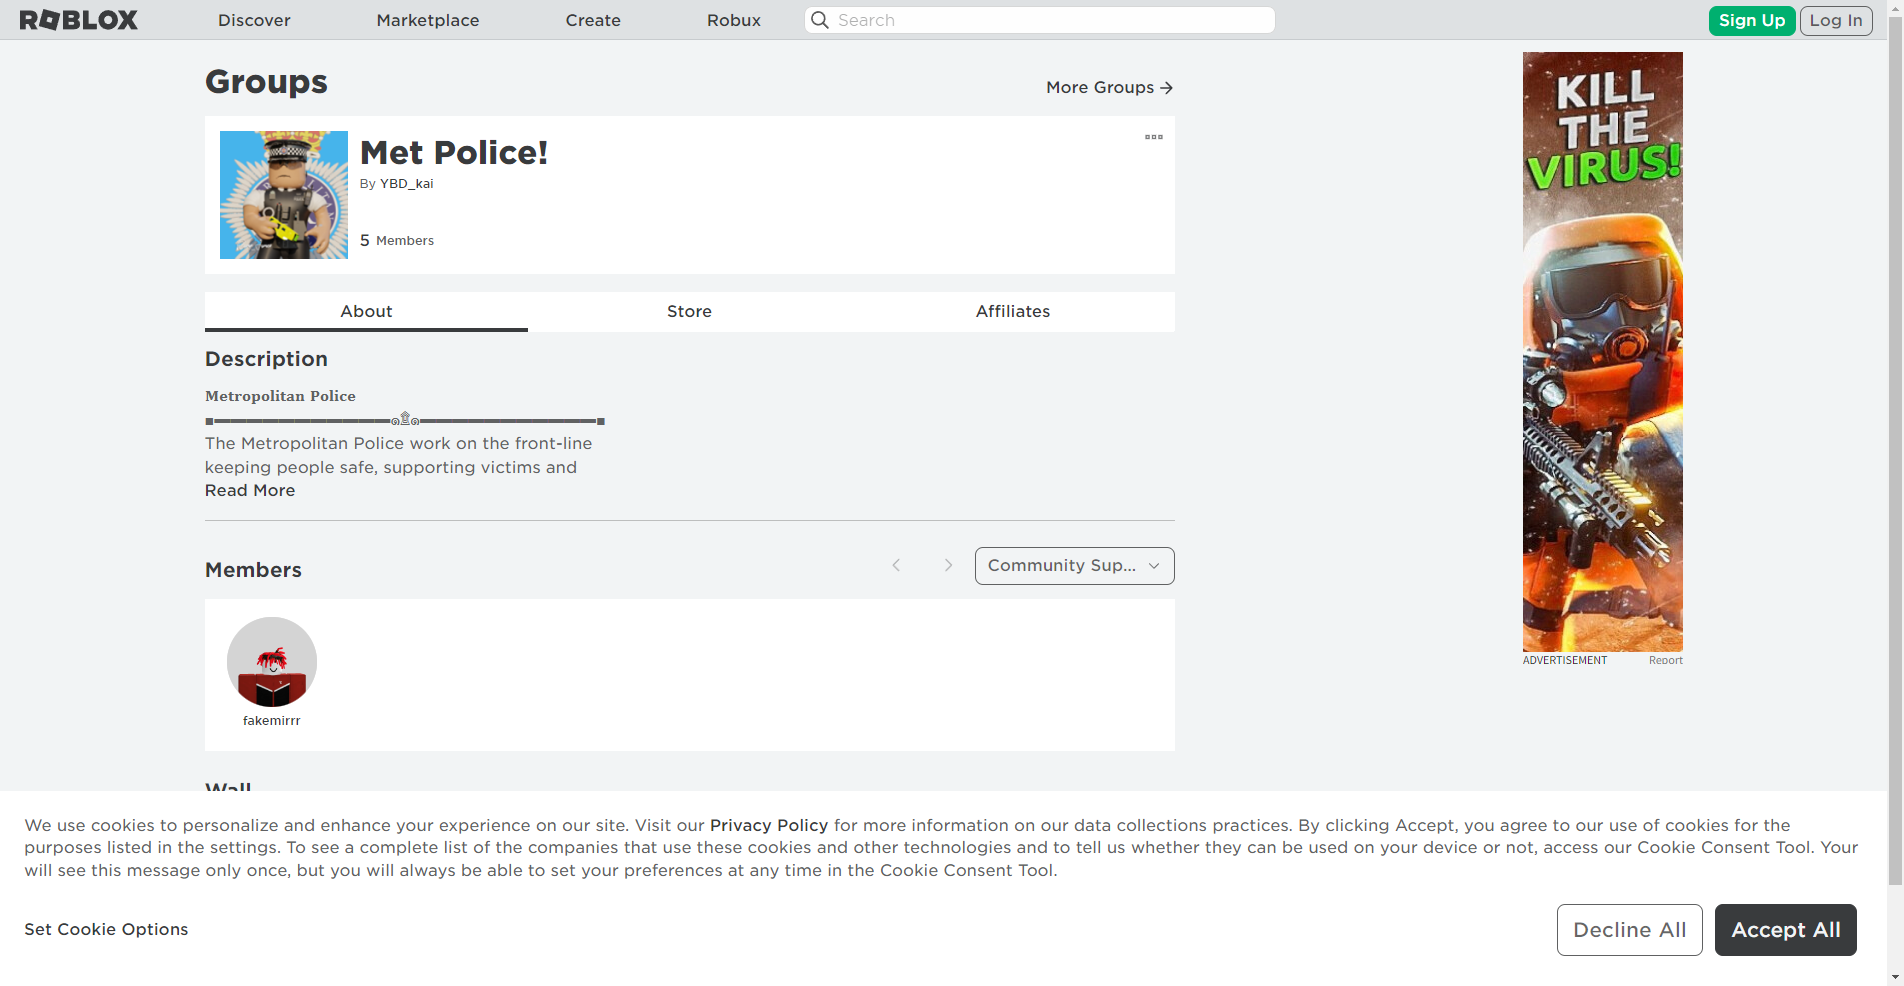 ROBLOX
Discover
Marketplace
Create
Robux
Search
Sign Up
Log In
Groups
More Groups →
Met Police!
By YBD_kai
5 Members
About
Store
Affiliates
Description
Metropolitan Police
The Metropolitan Police work on the front-line
keeping people safe, supporting victims and
Read More
Members
Community Sup...
fakemirrr
Wall
KILL
THE
VIRUS!
ADVERTISEMENT
Report
We use cookies to personalize and enhance your experience on our site. Visit our Privacy Policy for more information on our data collections practices. By clicking Accept, you agree to our use of cookies for the
purposes listed in the settings. To see a complete list of the companies that use these cookies and other technologies and to tell us whether they can be used on your device or not, access our Cookie Consent Tool. Your
will see this message only once, but you will always be able to set your preferences at any time in the Cookie Consent Tool.
Set Cookie Options
Decline All
Accept All